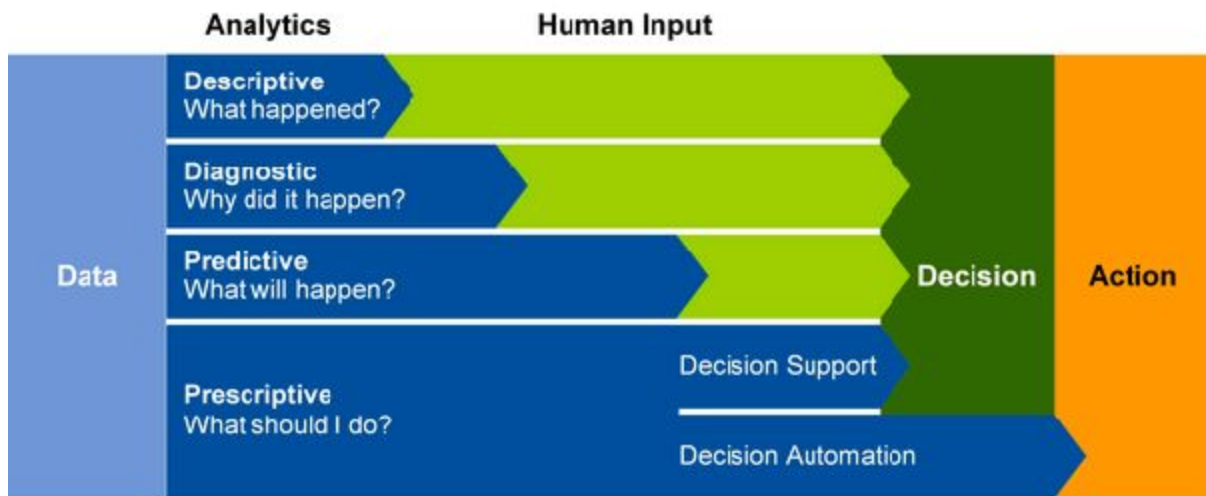 Analytics
Human Input
Descriptive
What happened?
Diagnostic
Why did it happen?
Predictive
What will happen?
Data
Decision
Action
Decision Support
Prescriptive
What should I do?
Decision Automation